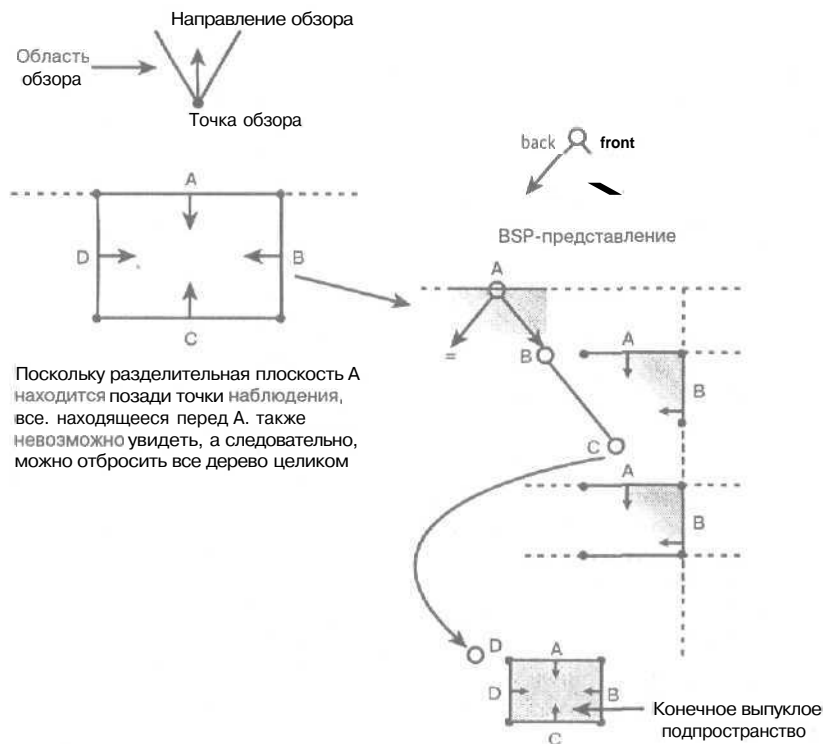 Направление обзора
Область
обзора
Точка обзора
back
front
A
D
B
C
BSP-представление
A
=
B
C
A
B
A
B
Поскольку разделительная плоскость А
находится позади точки наблюдения,
все. находящееся перед А. также
невозможно увидеть, а следовательно,
можно отбросить все дерево целиком
D
A
D
B
C
Конечное выпуклое
подпространство